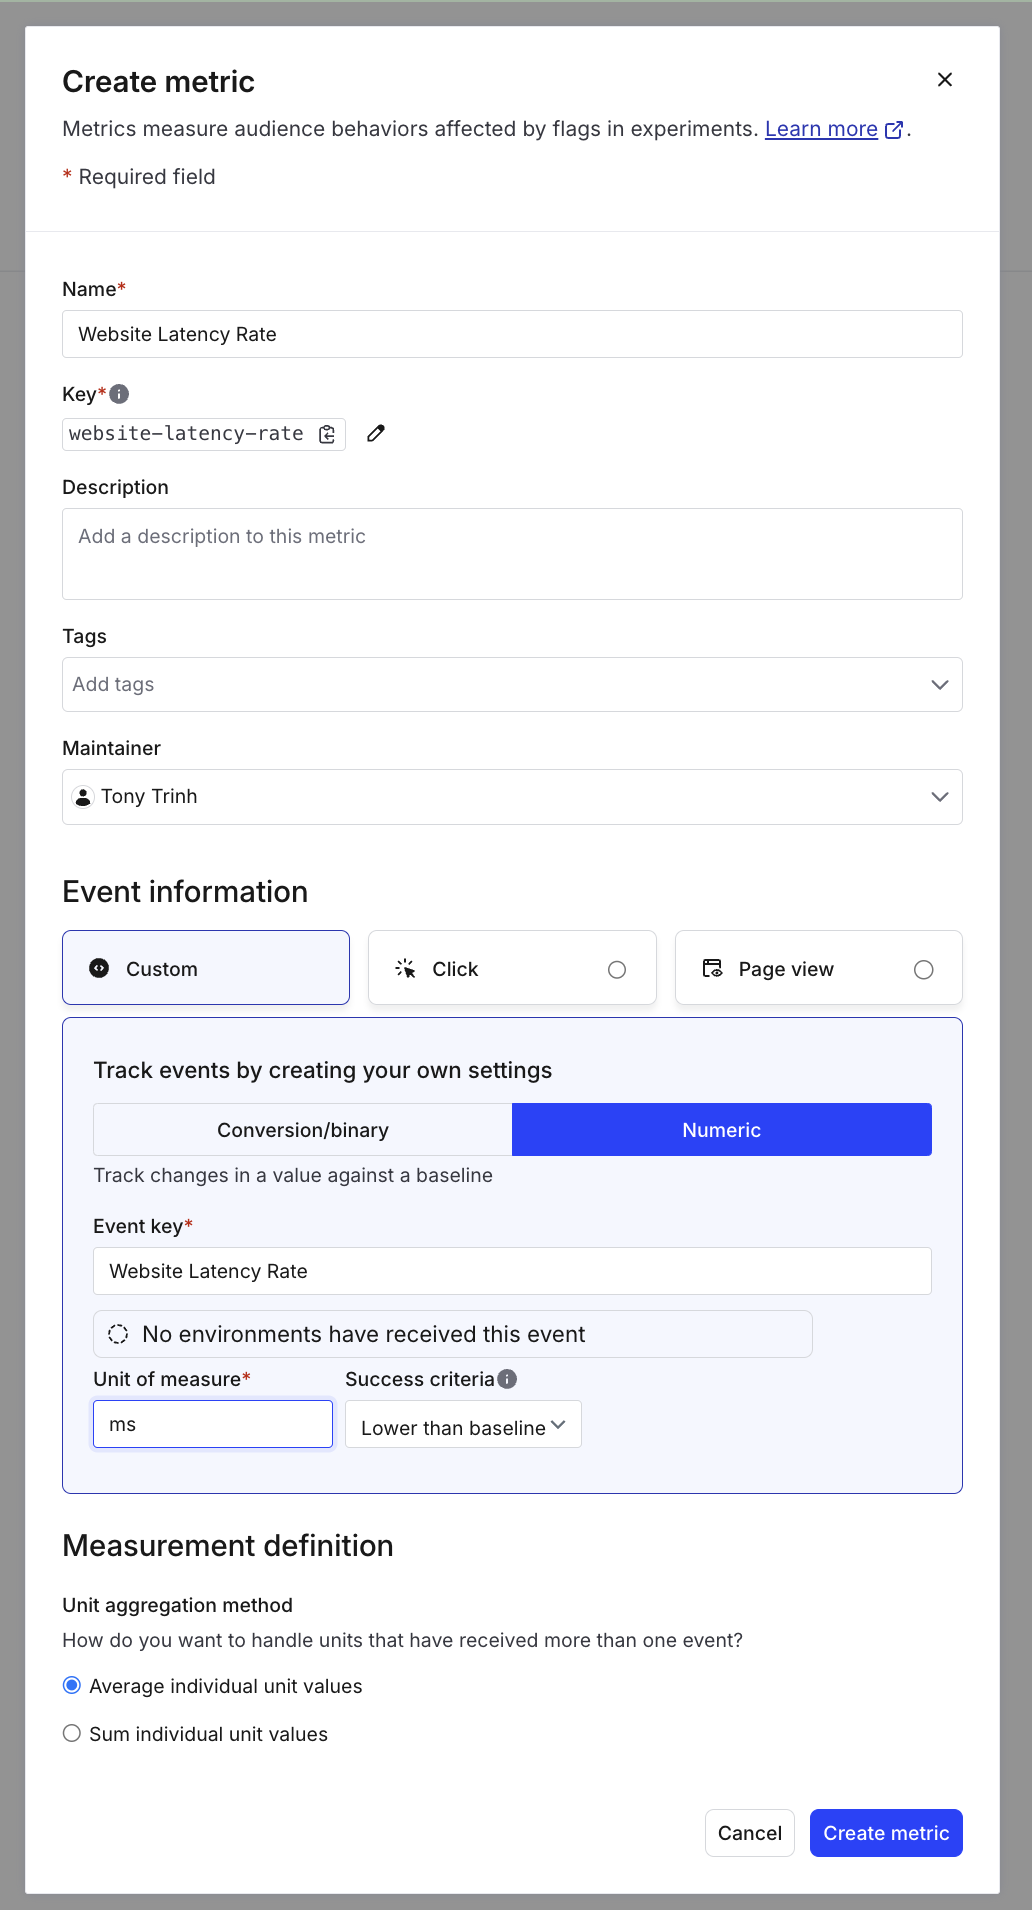 Create metric
Metrics measure audience behaviors affected by flags in experiments. Learn more.
* Required field
Name*
Website Latency Rate
Key*
website-latency-rate
Description
Add a description to this metric
Tags
Add tags
Maintainer
Tony Trinh
Event information
Custom
Click
Page view
Track events by creating your own settings
Conversion/binary
Numeric
Track changes in a value against a baseline
Event key*
Website Latency Rate
No environments have received this event
Unit of measure*
Success criteria
ms
Lower than baseline
Measurement definition
Unit aggregation method
How do you want to handle units that have received more than one event?
Average individual unit values
Sum individual unit values
Cancel
Create metric